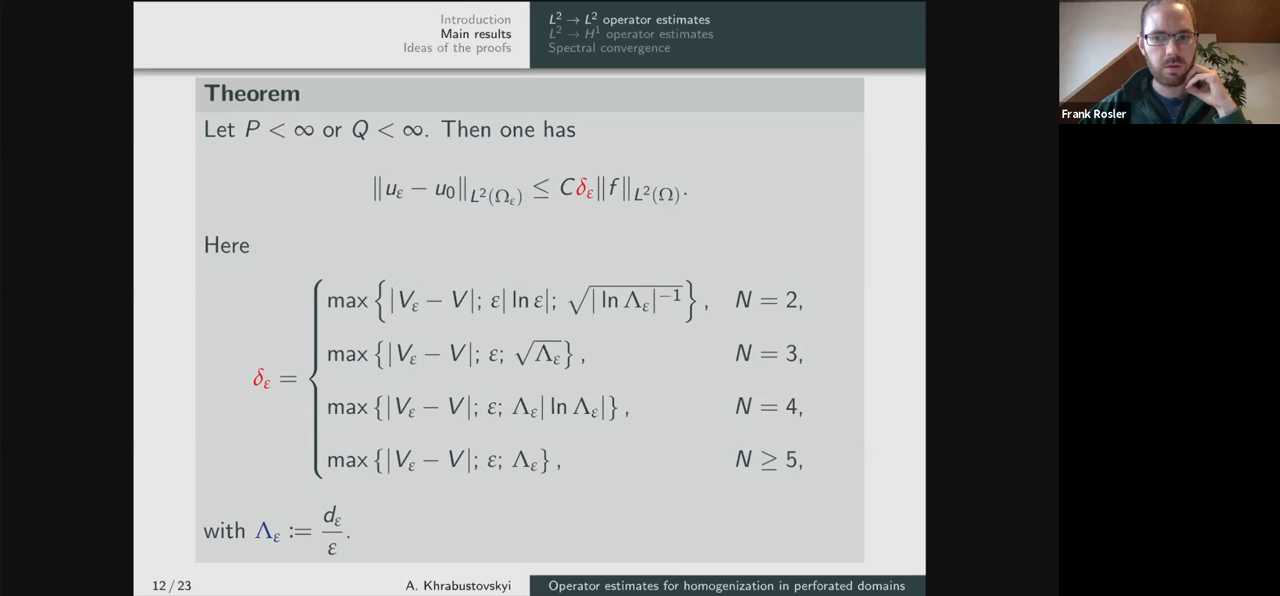 Introduction
Main results
Ideas of the proofs
L² → L² operator estimates
L² → H¹ operator estimates
Spectral convergence
Theorem
Let P < ∞ or Q < ∞. Then one has
‖u_ε − u_0‖_{L²(Ω_ε)} ≤ Cδ_ε‖f‖_{L²(Ω)}.
Here
δ_ε = {
max {|V_ε − V|; ε| ln ε|; √(| ln Λ_ε|⁻¹)}, N = 2,
max {|V_ε − V|; ε; √Λ_ε}, N = 3,
max {|V_ε − V|; ε; Λ_ε| ln Λ_ε|}, N = 4,
max {|V_ε − V|; ε; Λ_ε}, N ≥ 5,
with Λ_ε := d_ε/ε.
12 / 23
A. Khrabustovskyi
Operator estimates for homogenization in perforated domains
Frank Rosler